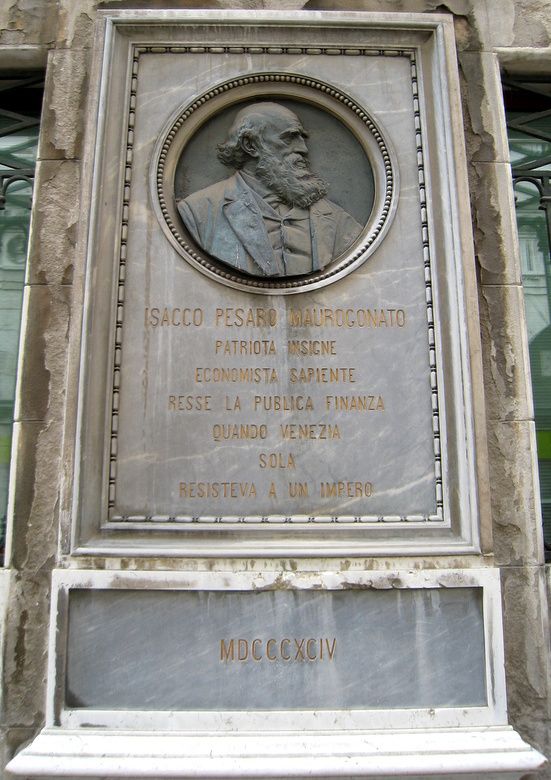 ISACCO PESARO MAUROGONATO
PATRIOTA INSIGNE
ECONOMISTA SAPIENTE
RESSE LA PUBLICA FINANZA
QUANDO VENEZIA
SOLA
RESISTEVA A UN IMPERO
MDCCCXCIV